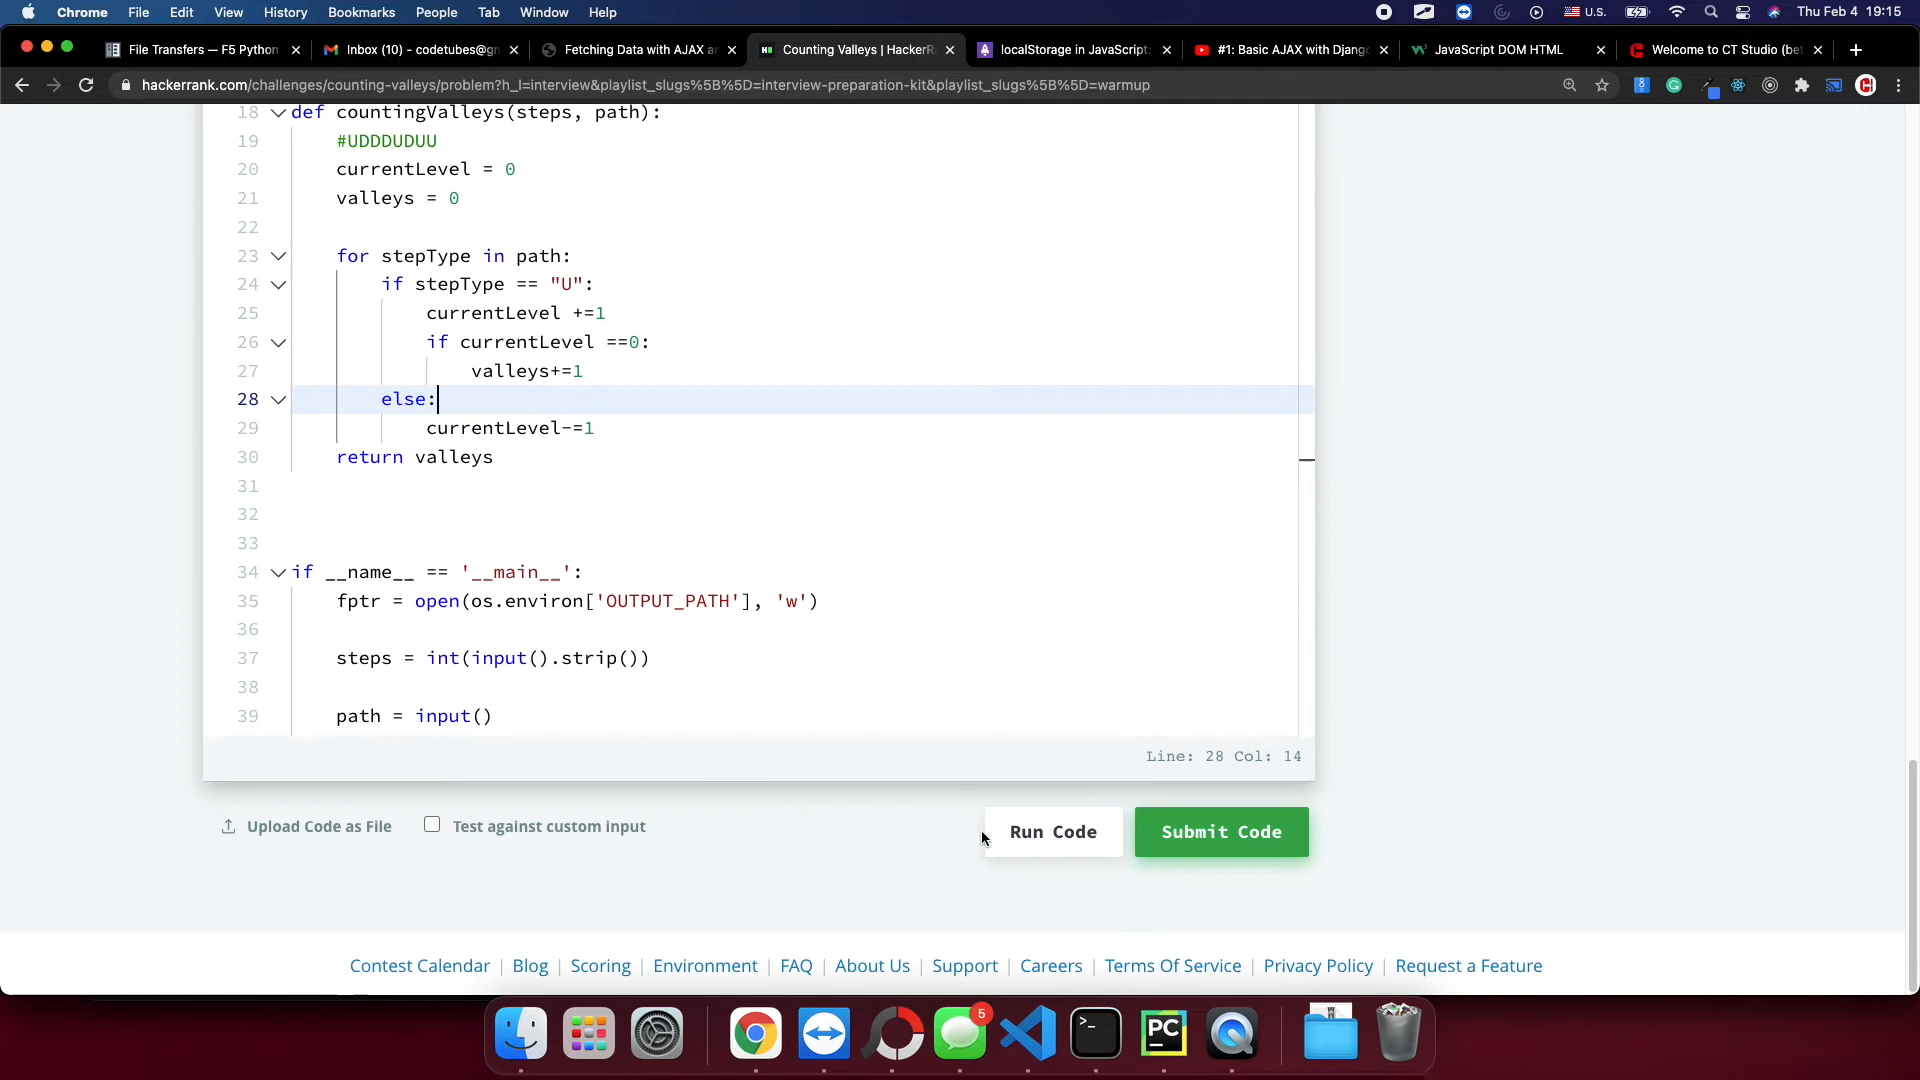 Chrome File Edit View History Bookmarks People Tab Window Help U.S. Thu Feb 4 19:15
File Transfers — F5 Python Inbox (10) - codetubes@gm Fetching Data with AJAX an Counting Valleys | HackerR localStorage in JavaScript: #1: Basic AJAX with Djang JavaScript DOM HTML Welcome to CT Studio (bet
hackerrank.com/challenges/counting-valleys/problem?h_l=interview&playlist_slugs%5B%5D=interview-preparation-kit&playlist_slugs%5B%5D=warmup
18 def countingValleys(steps, path):
19 #UDDDUDUU
20 currentLevel = 0
21 valleys = 0
22
23 for stepType in path:
24 if stepType == "U":
25 currentLevel +=1
26 if currentLevel ==0:
27 valleys+=1
28 else:
29 currentLevel-=1
30 return valleys
31
32
33
34 if __name__ == '__main__':
35 fptr = open(os.environ['OUTPUT_PATH'], 'w')
36
37 steps = int(input().strip())
38
39 path = input()
Line: 28 Col: 14
Upload Code as File Test against custom input Run Code Submit Code
Contest Calendar | Blog | Scoring | Environment | FAQ | About Us | Support | Careers | Terms Of Service | Privacy Policy | Request a Feature
5
PC